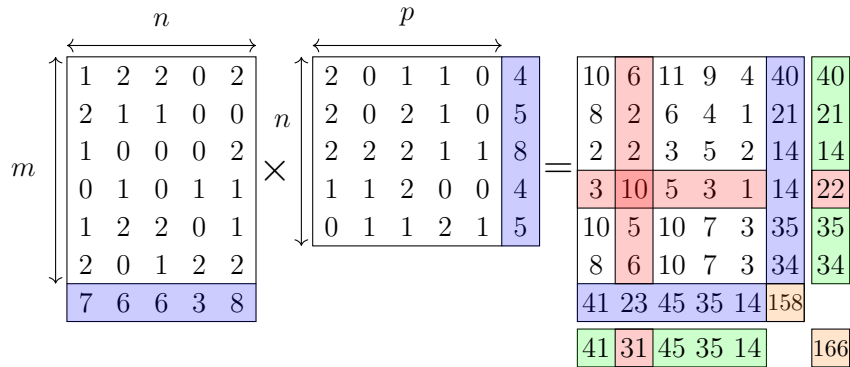 n p
1 2 2 0 2 2 0 1 1 0 4 10 6 11 9 4 40 40
2 1 1 0 0 n 2 0 2 1 0 5 8 2 6 4 1 21 21
1 0 0 0 2 2 2 2 1 1 8 2 2 3 5 2 14 14
m × =
0 1 0 1 1 1 1 2 0 0 4 3 10 5 3 1 14 22
1 2 2 0 1 0 1 1 2 1 5 10 5 10 7 3 35 35
2 0 1 2 2 8 6 10 7 3 34 34
7 6 6 3 8 41 23 45 35 14 158
41 31 45 35 14 166